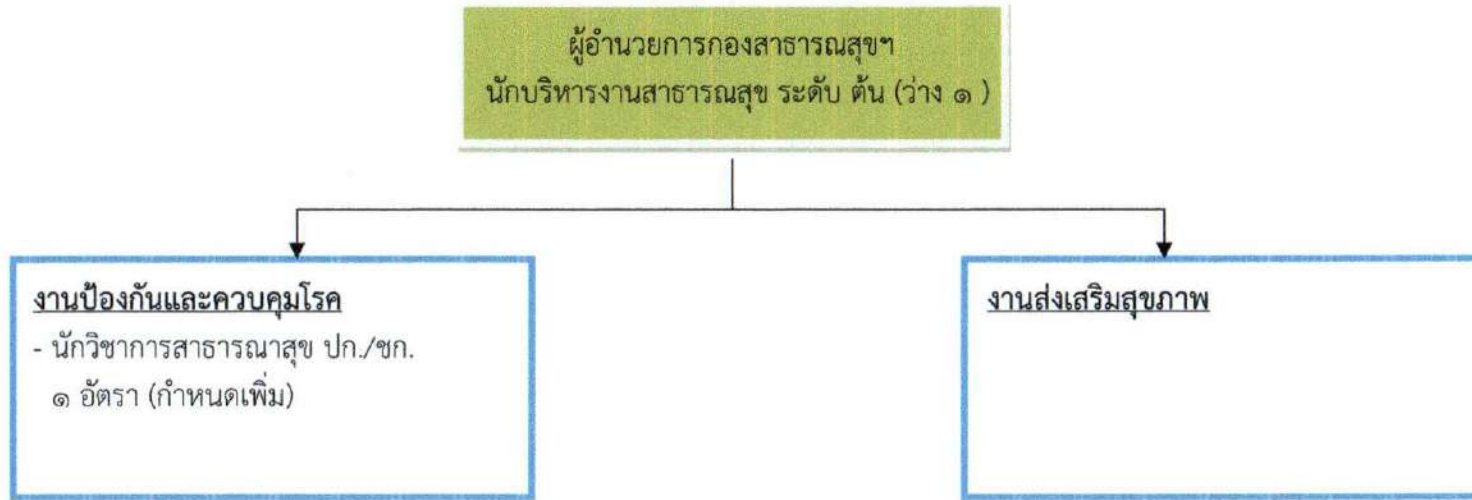 ผู้อำนวยการกองสาธารณสุขฯ
นักบริหารงานสาธารณสุข ระดับ ต้น (ว่าง ๑ )
งานป้องกันและควบคุมโรค
- นักวิชาการสาธารณาสุข ปก./ชก.
๑ อัตรา (กำหนดเพิ่ม)
งานส่งเสริมสุขภาพ